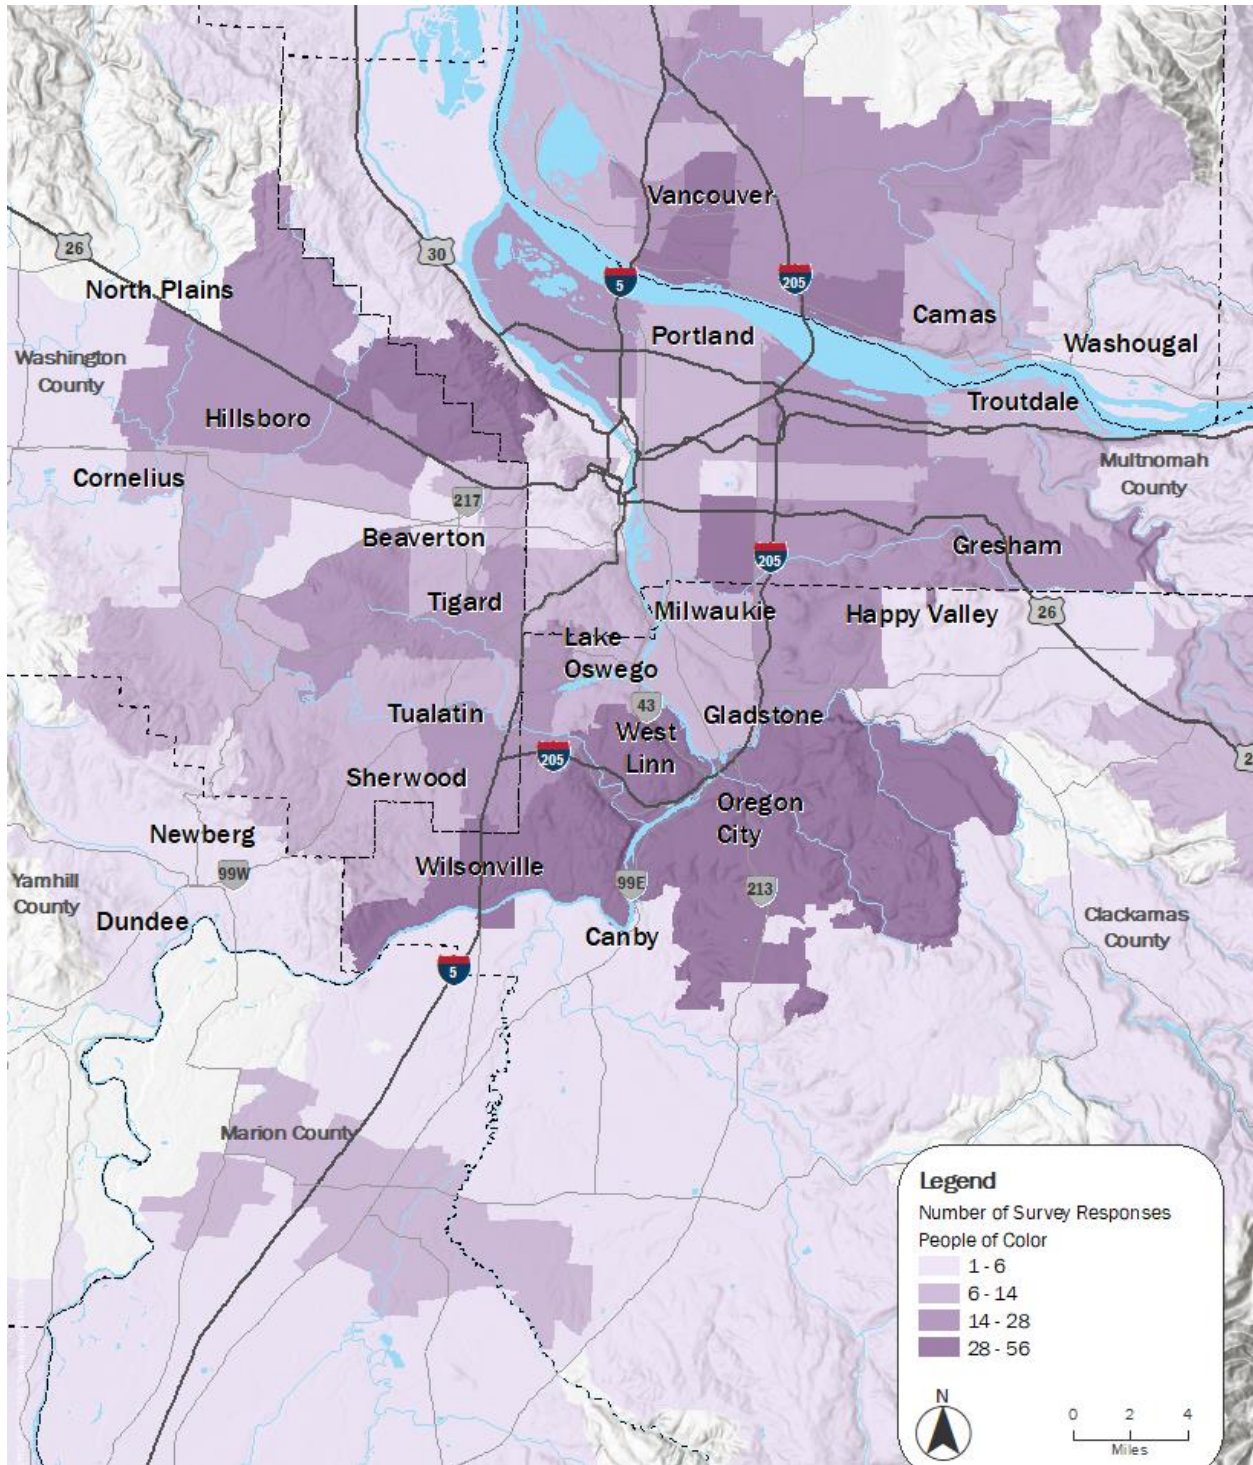 Vancouver
26
30
North Plains
5
205
Camas
Portland
Washougal
Washington
County
Troutdale
Hillsboro
Multnomah
County
Cornelius
217
Beaverton
Gresham
205
Tigard
Milwaukie
Happy Valley
26
Lake
Oswego
43
Tualatin
Gladstone
West
Linn
205
2
Sherwood
Oregon
City
Newberg
Wilsonville
99W
99E
213
Yamhill
County
Dundee
Clackamas
County
Canby
5
Marion County
Legend
Number of Survey Responses
People of Color
1 - 6
6 - 14
14 - 28
28 - 56
N
0 2 4
Miles